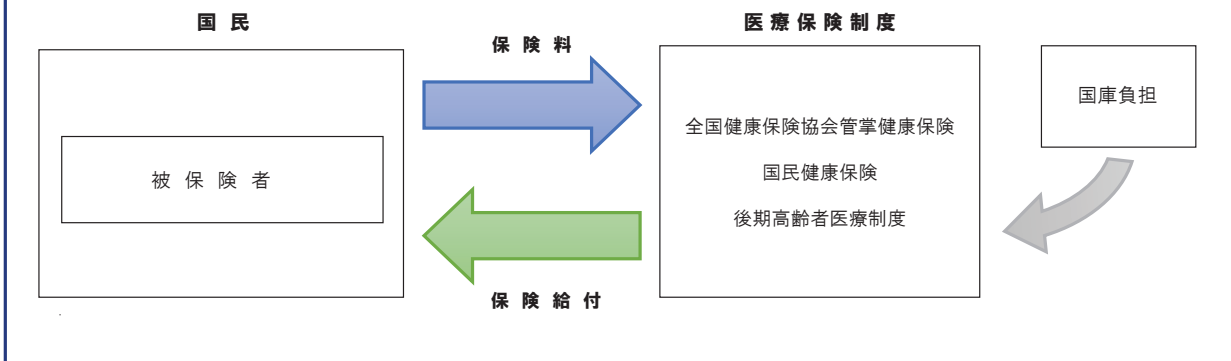 国民
医療保険制度
保険料
国庫負担
全国健康保険協会管掌健康保険
被保険者
国民健康保険
後期高齢者医療制度
保険給付